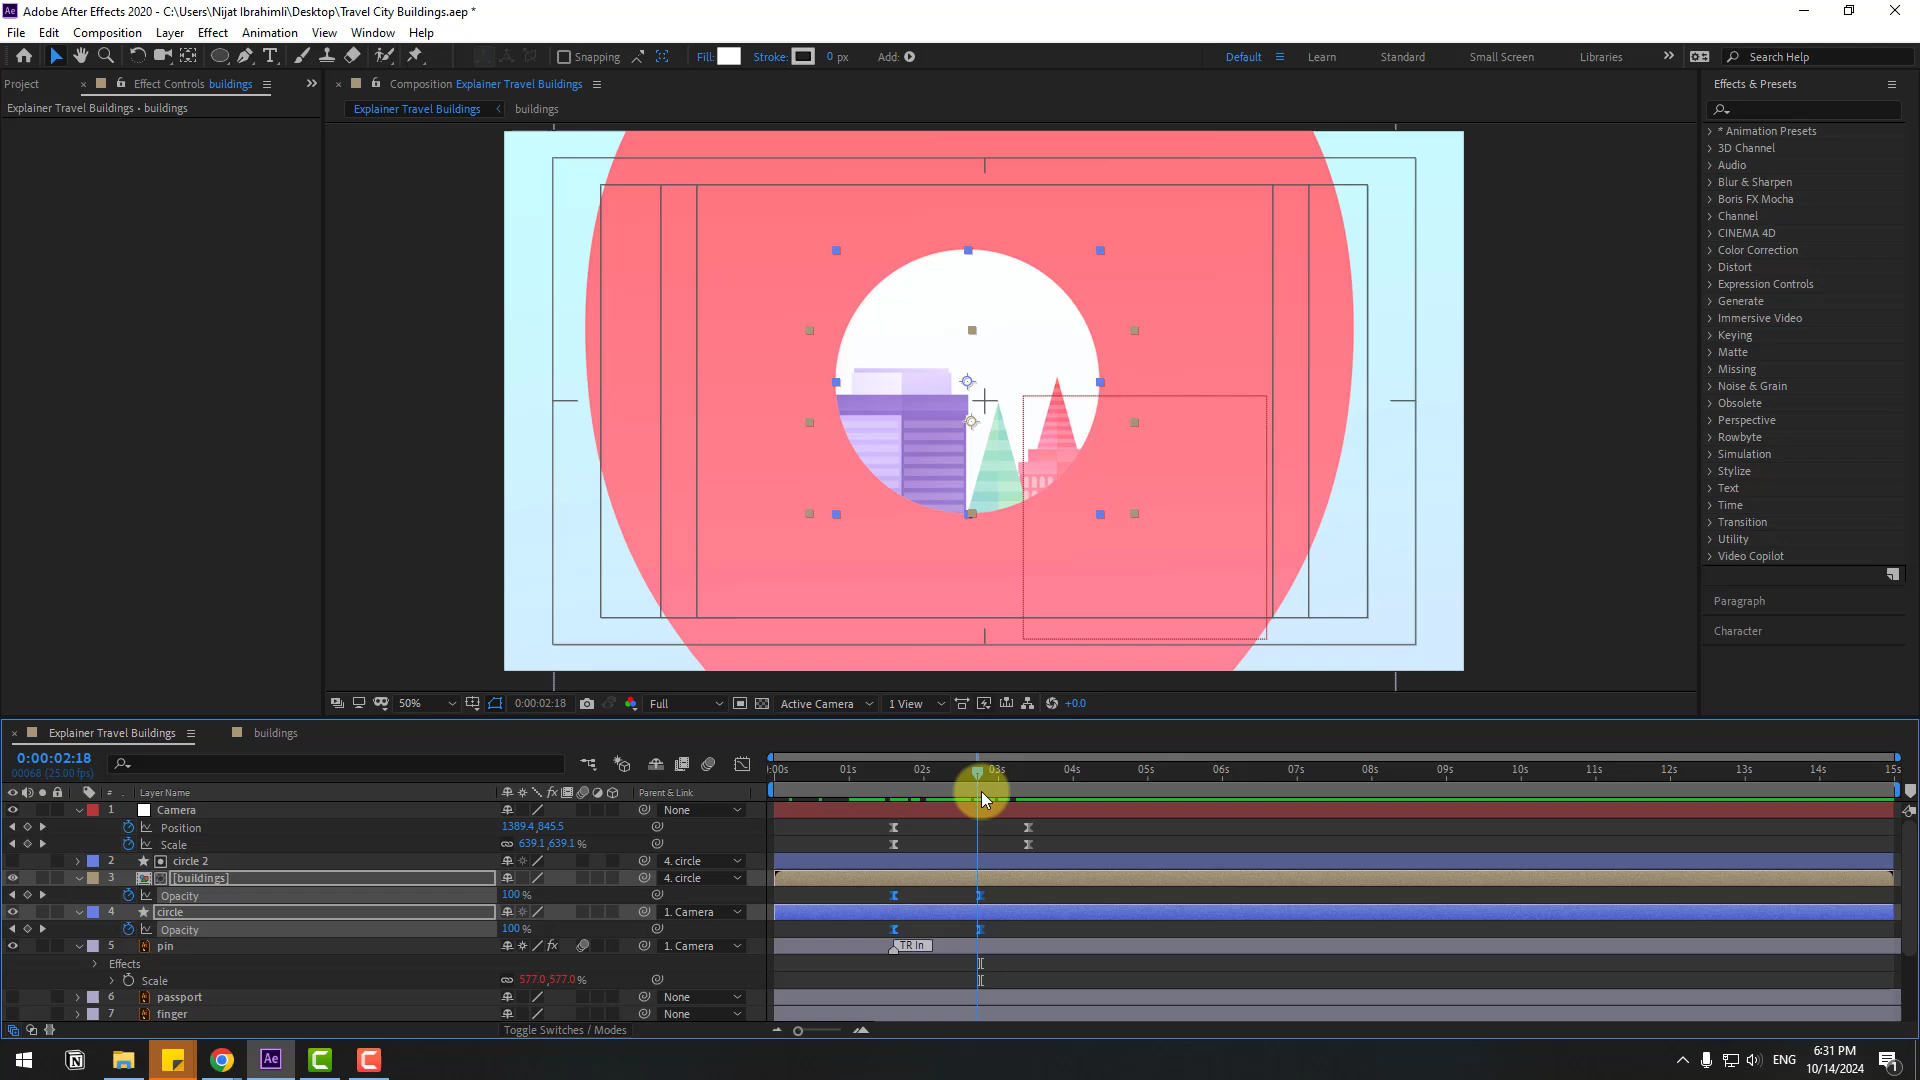 Adobe After Effects 2020 - C:\Users\Nijat Ibrahimli\Desktop\Travel City Buildings.aep *
File Edit Composition Layer Effect Animation View Window Help
Snapping Fill: Stroke: 0 px Add: Default Learn Standard Small Screen Libraries Search Help
Project Effect Controls buildings Composition Explainer Travel Buildings Effects & Presets
Explainer Travel Buildings • buildings Explainer Travel Buildings buildings
* Animation Presets
3D Channel
Audio
Blur & Sharpen
Boris FX Mocha
Channel
CINEMA 4D
Color Correction
Distort
Expression Controls
Generate
Immersive Video
Keying
Matte
Missing
Noise & Grain
Obsolete
Perspective
Rowbyte
Simulation
Stylize
Text
Time
Transition
Utility
Video Copilot
Paragraph
Character
50% 0:00:02:18 Full Active Camera 1 View +0.0
Explainer Travel Buildings buildings
0:00:02:18
00068 (25.00 fps)
:00s 01s 02s 03s 04s 05s 06s 07s 08s 09s 10s 11s 12s 13s 14s 15s
# Layer Name Parent & Link
1 Camera None
Position 1389.4,845.5
Scale 639.1,639.1 %
2 circle 2 4. circle
3 [buildings] 4. circle
Opacity 100 %
4 circle 1. Camera
Opacity 100 %
5 pin 1. Camera TR In
Effects
Scale 577.0,577.0 %
6 passport None
7 finger None
Toggle Switches / Modes
ENG 6:31 PM
10/14/2024
1